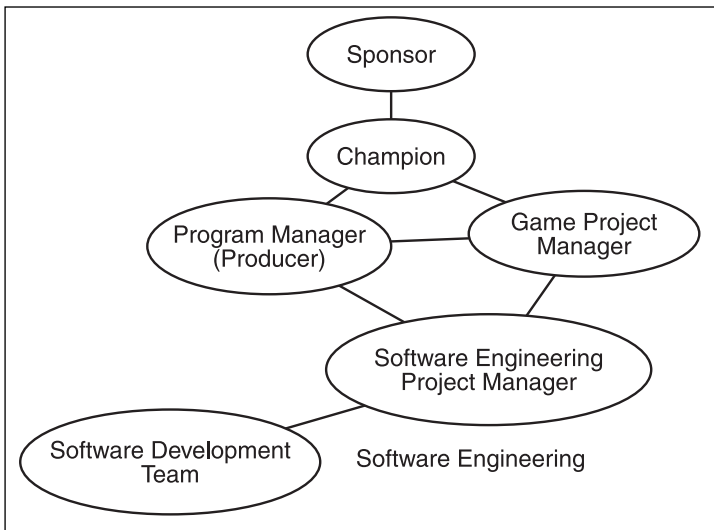 Sponsor
Champion
Program Manager
(Producer)
Game Project
Manager
Software Engineering
Project Manager
Software Development
Team
Software Engineering